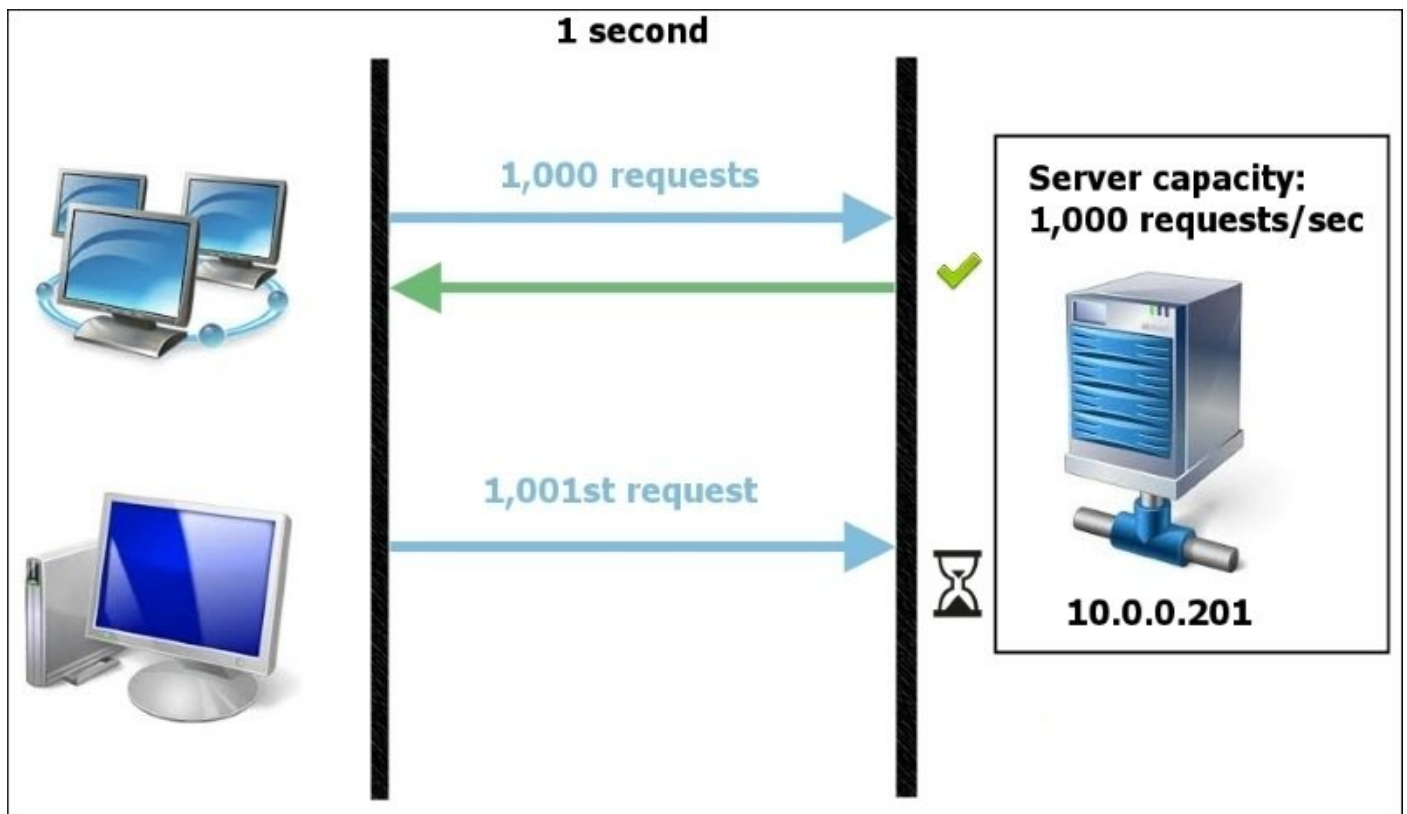 1 second
1,000 requests
Server capacity:
1,000 requests/sec
1,001st request
10.0.0.201